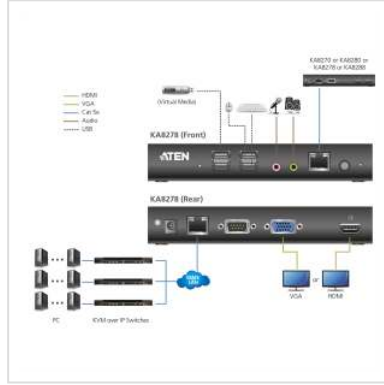 KA8270 or KA8280 or
KA8278 or KA8288
HDMI
VGA
Cat 5e
Audio
USB
(Virtual Media)
KA8278 (Front)
ATEN
KA8278 (Rear)
VGA
or
HDMI
PC
KVM over IP Switches